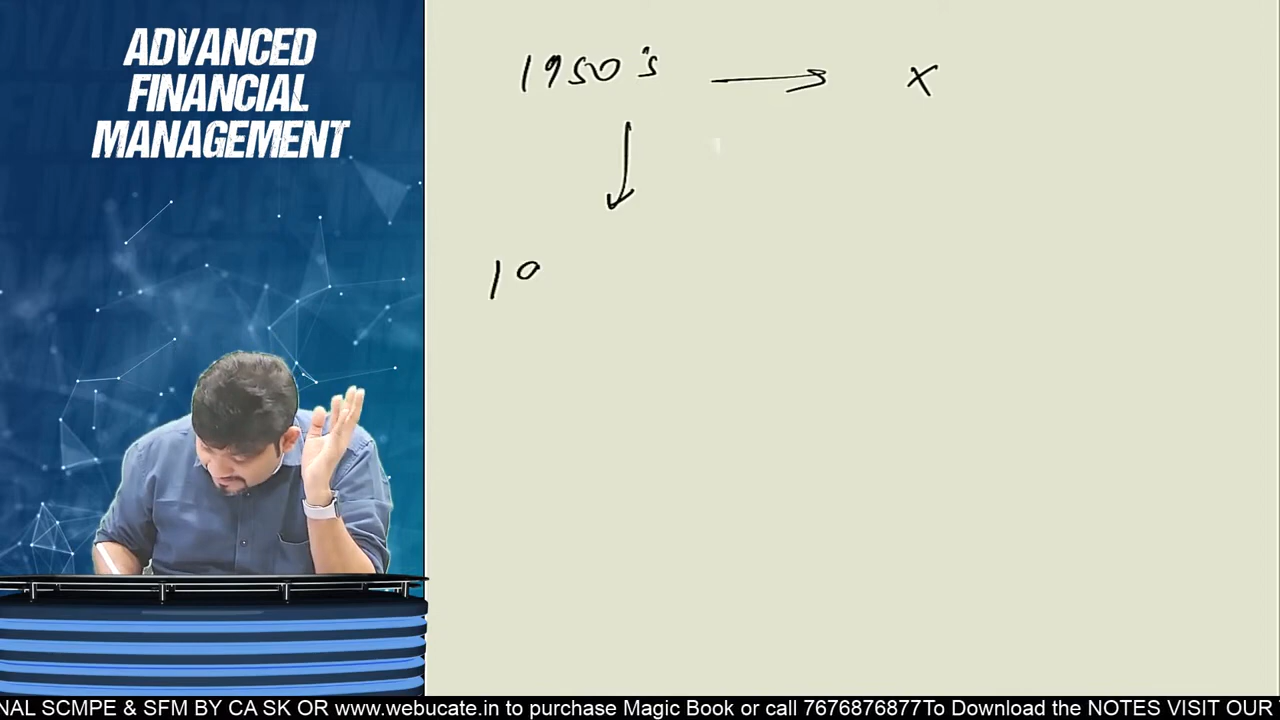 ADVANCED
FINANCIAL
MANAGEMENT
1950's → x
↓
19
NAL SCMPE & SFM BY CA SK OR www.webucate.in to purchase Magic Book or call 7676876877To Download the NOTES VISIT OUR